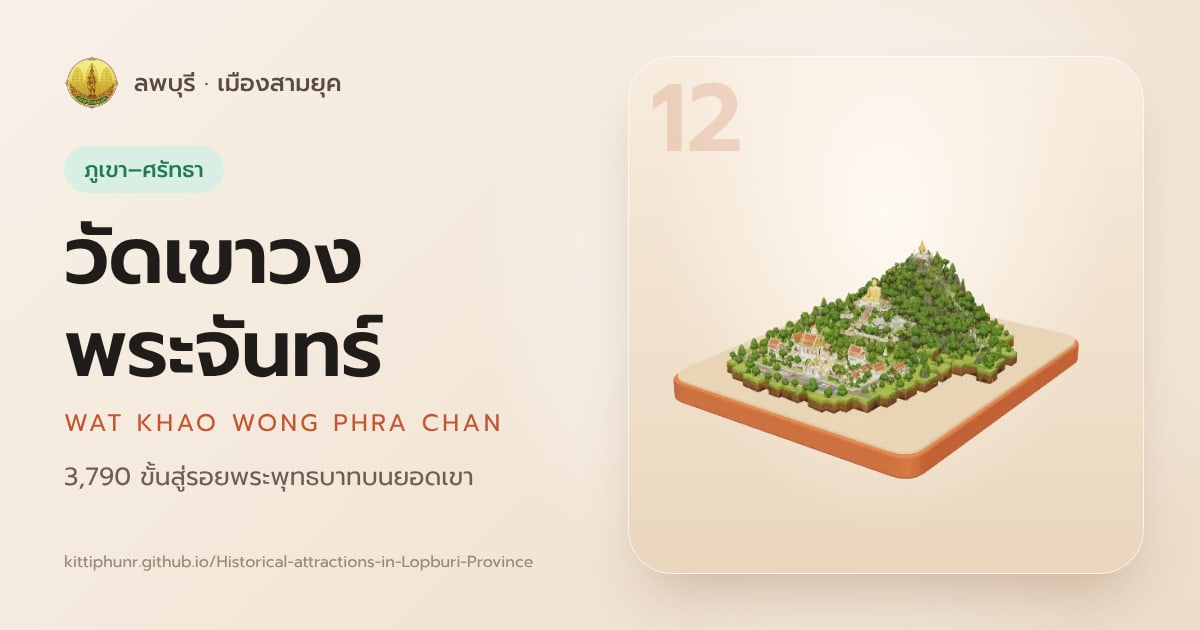 ลพบุรี · เมืองสามยุค
ภูเขา–ศรัทธา
วัดเขาวง
พระจันทร์
WAT KHAO WONG PHRA CHAN
3,790 ขั้นสู่รอยพระพุทธบาทบนยอดเขา
kittiphunr.github.io/Historical-attractions-in-Lopburi-Province
12